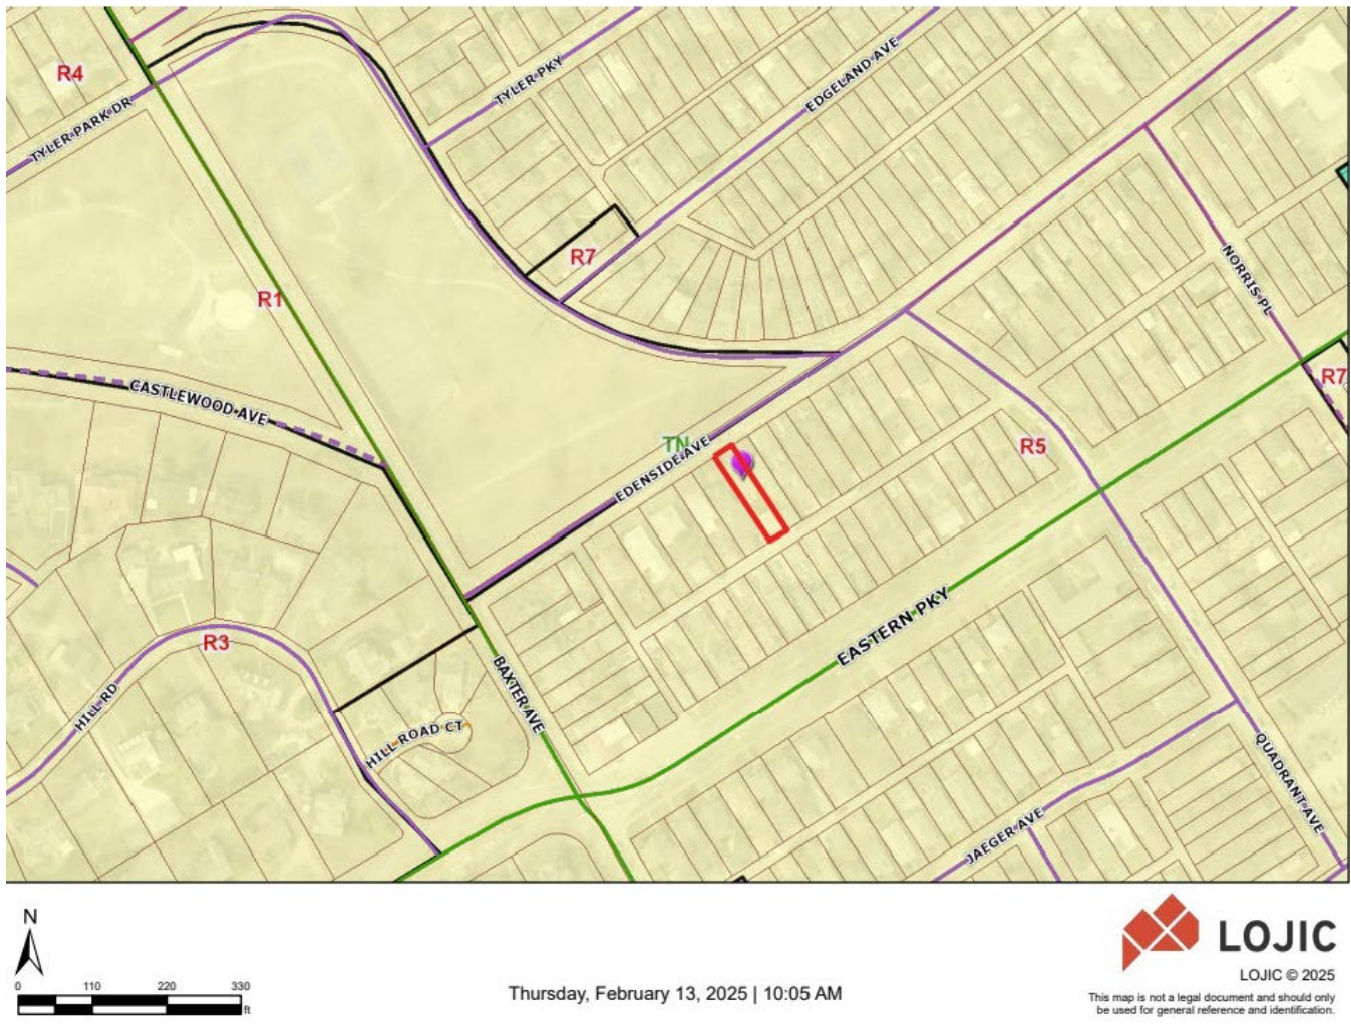 R4
TYLER PARK DR
TYLER PKY
EDGELAND AVE
R7
R1
NORRIS PL
R7
CASTLEWOOD AVE
TN
EDENSIDE AVE
R5
R3
HILL RD
EASTERN PKY
BAXTER AVE
HILL ROAD CT
QUADRANT AVE
JAEGER AVE
N
0 110 220 330
ft
Thursday, February 13, 2025 | 10:05 AM
LOJIC
LOJIC © 2025
This map is not a legal document and should only
be used for general reference and identification.